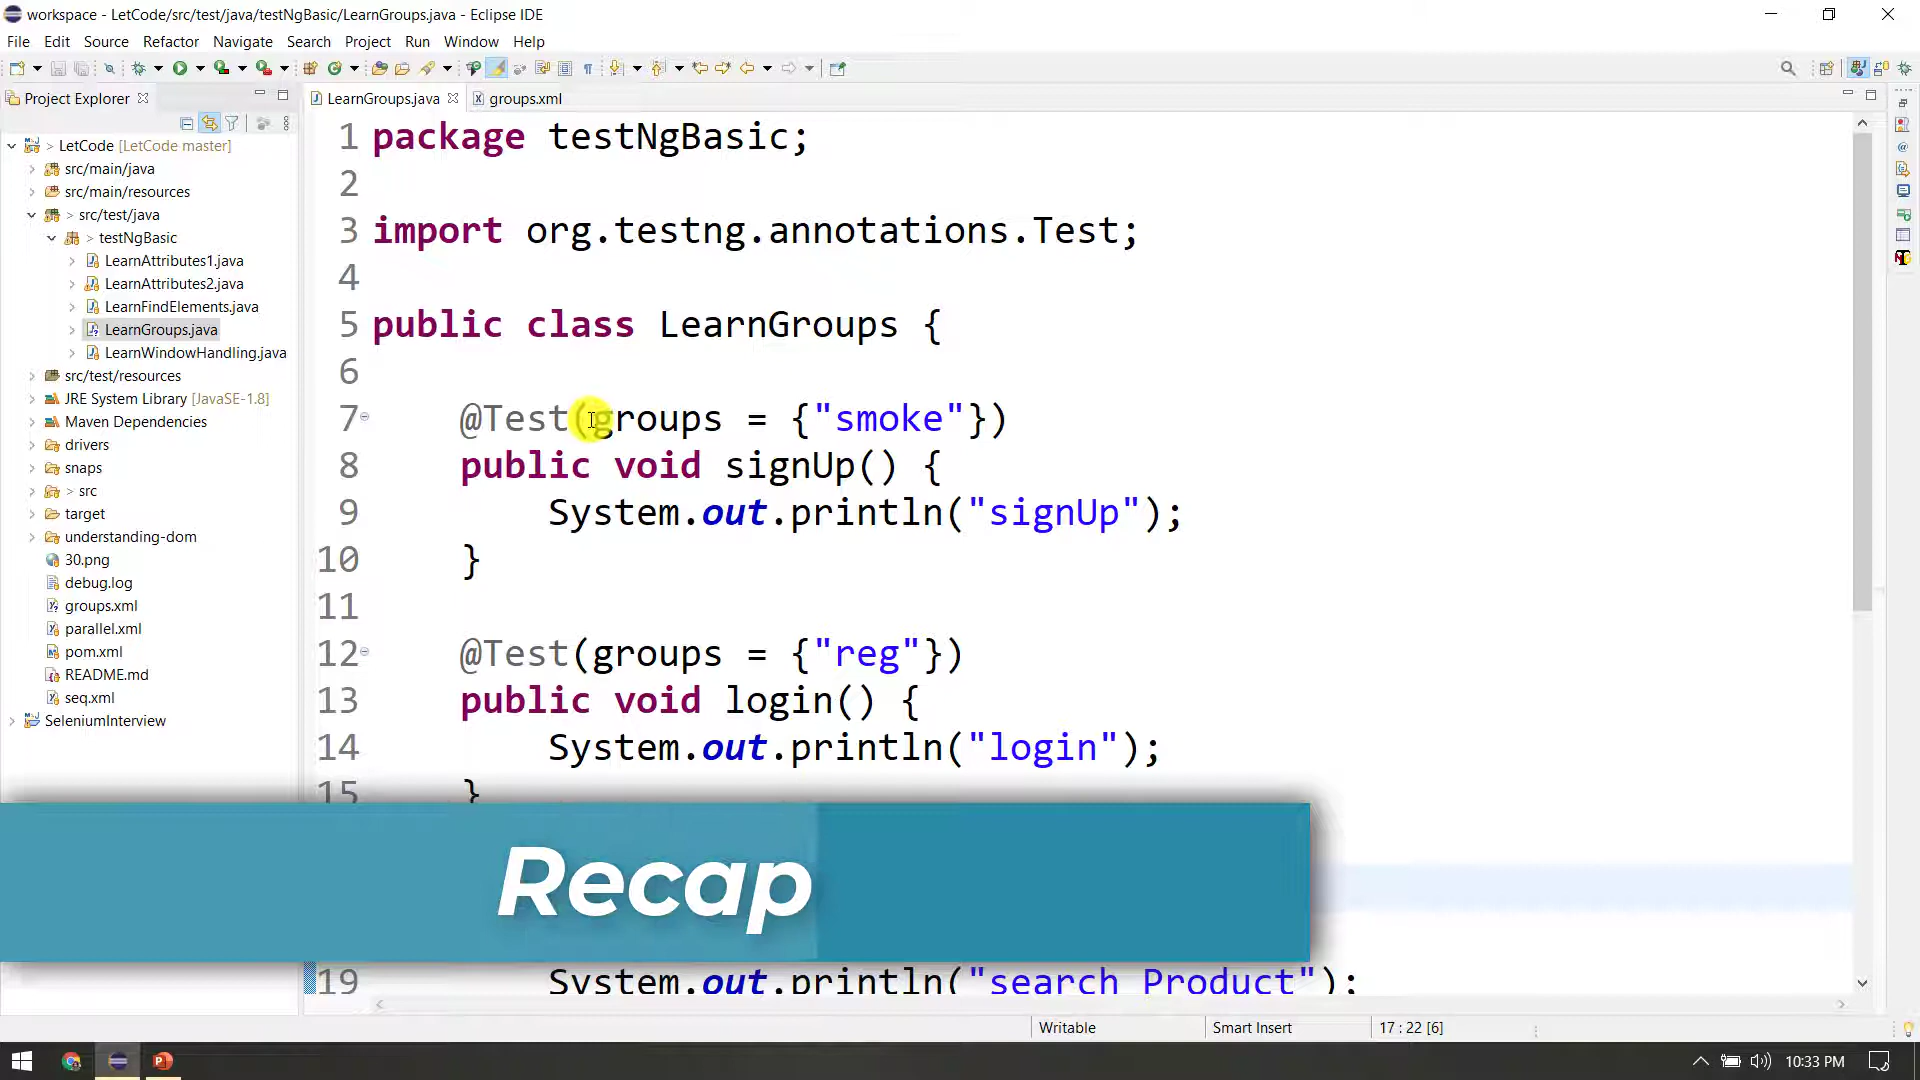 workspace - LetCode/src/test/java/testNgBasic/LearnGroups.java - Eclipse IDE
File Edit Source Refactor Navigate Search Project Run Window Help
Project Explorer
LearnGroups.java
groups.xml
LetCode [LetCode master]
src/main/java
src/main/resources
src/test/java
testNgBasic
LearnAttributes1.java
LearnAttributes2.java
LearnFindElements.java
LearnGroups.java
LearnWindowHandling.java
src/test/resources
JRE System Library [JavaSE-1.8]
Maven Dependencies
drivers
snaps
src
target
understanding-dom
30.png
debug.log
groups.xml
parallel.xml
pom.xml
README.md
seq.xml
SeleniumInterview
1 package testNgBasic;
2
3 import org.testng.annotations.Test;
4
5 public class LearnGroups {
6
7 @Test(groups = {"smoke"})
8 public void signUp() {
9 System.out.println("signUp");
10 }
11
12 @Test(groups = {"reg"})
13 public void login() {
14 System.out.println("login");
15 }
Recap
19 System.out.println("search Product");
Writable
Smart Insert
17 : 22 [6]
10:33 PM